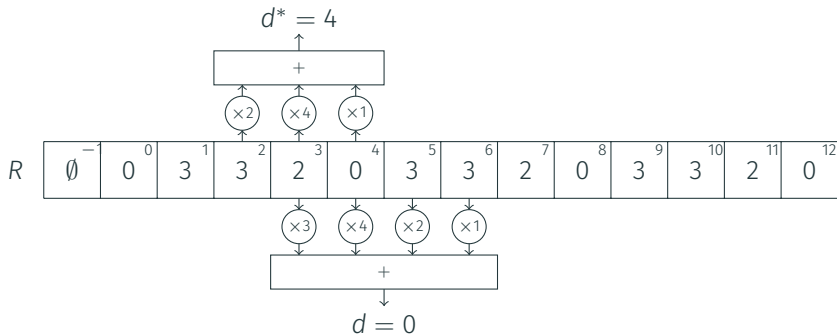 d* = 4
+
×2 ×4 ×1
-1 0 1 2 3 4 5 6 7 8 9 10 11 12
R ∅ 0 3 3 2 0 3 3 2 0 3 3 2 0
×3 ×4 ×2 ×1
+
d = 0